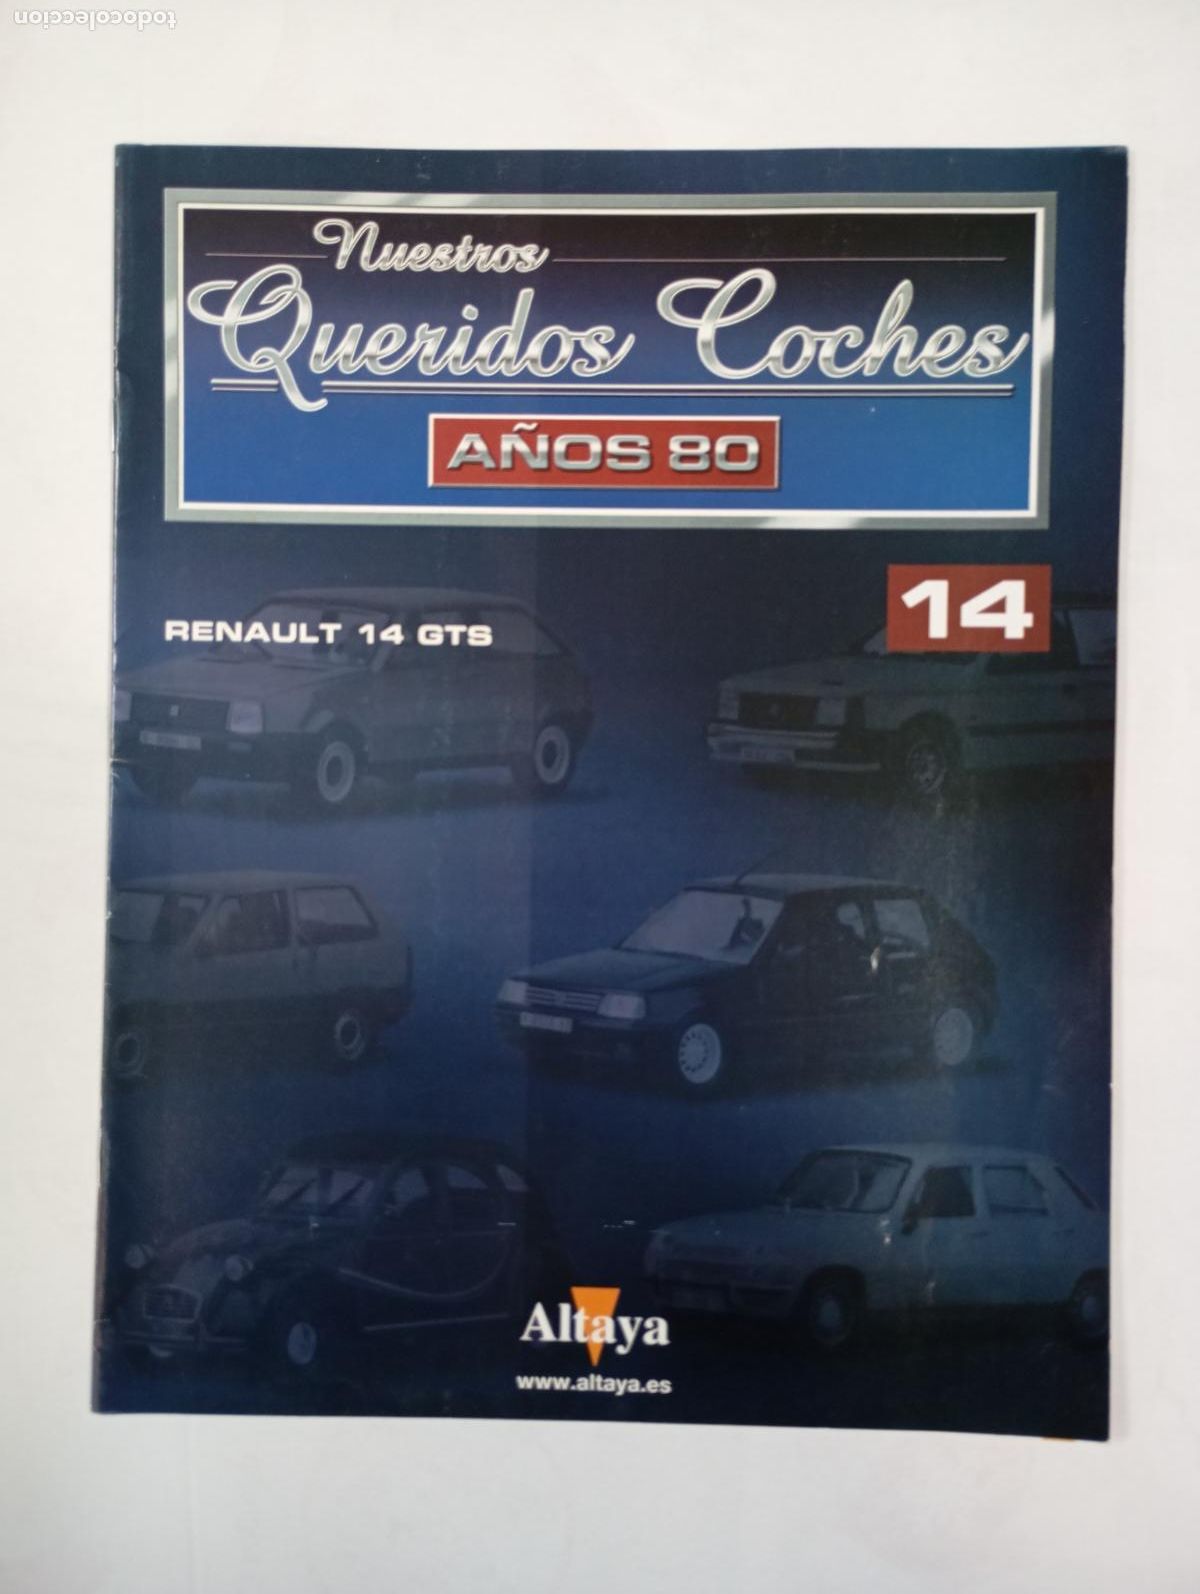 todocoleccion
Nuestros
Queridos Coches
AÑOS 80
14
RENAULT 14 GTS
Altaya
www.altaya.es